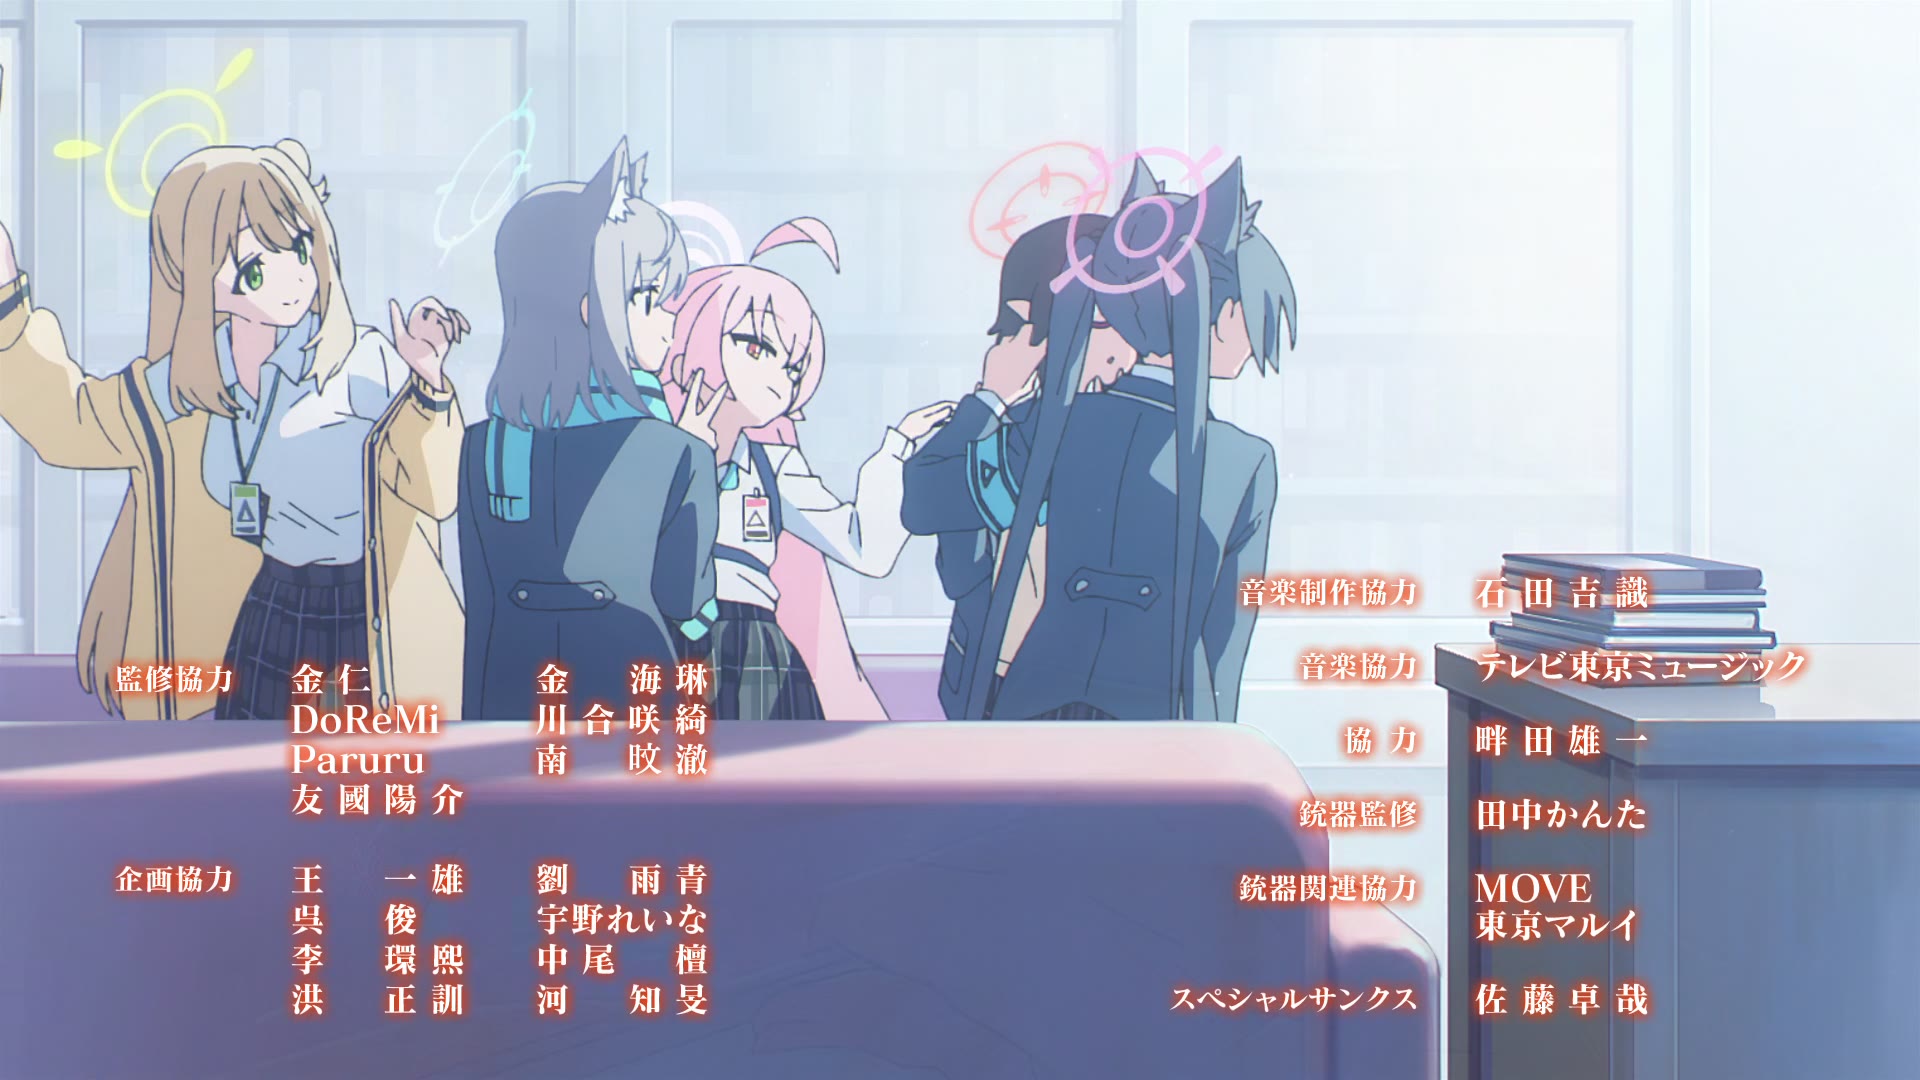 監修協力 金仁 金海琳
DoReMi 川合咲綺
Paruru 南旼澈
友國陽介
企画協力 王一雄 劉雨青
呉俊 宇野れいな
李環熙 中尾檀
洪正訓 河知旻
音楽制作協力 石田吉識
音楽協力 テレビ東京ミュージック
協力 畔田雄一
銃器監修 田中かんた
銃器関連協力 MOVE
東京マルイ
スペシャルサンクス 佐藤卓哉